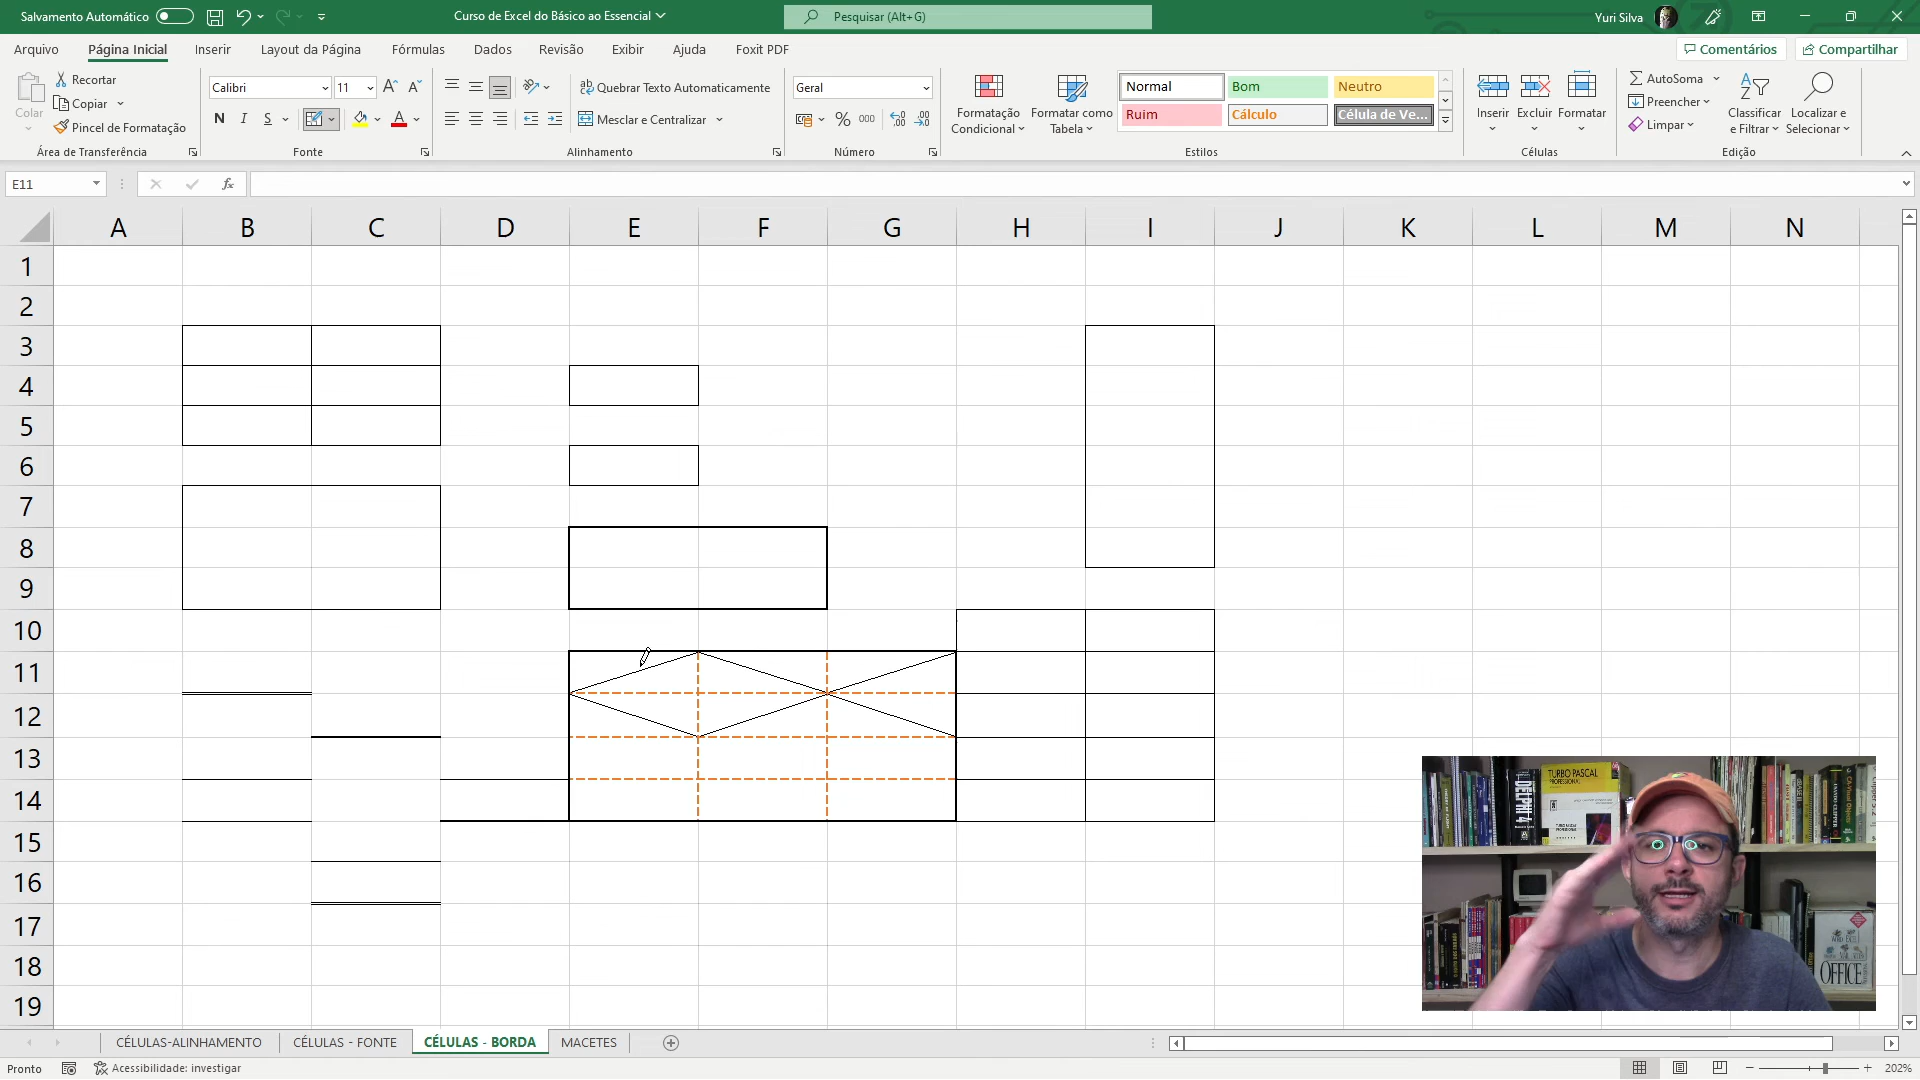 Salvamento Automático
Curso de Excel do Básico ao Essencial
Pesquisar (Alt+G)
Yuri Silva
Arquivo Página Inicial Inserir Layout da Página Fórmulas Dados Revisão Exibir Ajuda Foxit PDF
Comentários Compartilhar
Colar
Recortar
Copiar
Pincel de Formatação
Área de Transferência
Calibri 11
N I S
Fonte
Quebrar Texto Automaticamente
Mesclar e Centralizar
Alinhamento
Geral
% 000
Número
Formatação Condicional
Formatar como Tabela
Normal Bom Neutro
Ruim Cálculo Célula de Ve...
Estilos
Inserir Excluir Formatar
Células
AutoSoma
Preencher
Limpar
Classificar e Filtrar
Localizar e Selecionar
Edição
E11
fx
A B C D E F G H I J K L M N
1
2
3
4
5
6
7
8
9
10
11
12
13
14
15
16
17
18
19
TURBO PASCAL
PROFESSIONAL
DELPHI 4
OFFICE
CÉLULAS-ALINHAMENTO CÉLULAS - FONTE CÉLULAS - BORDA MACETES
Pronto
Acessibilidade: investigar
202%